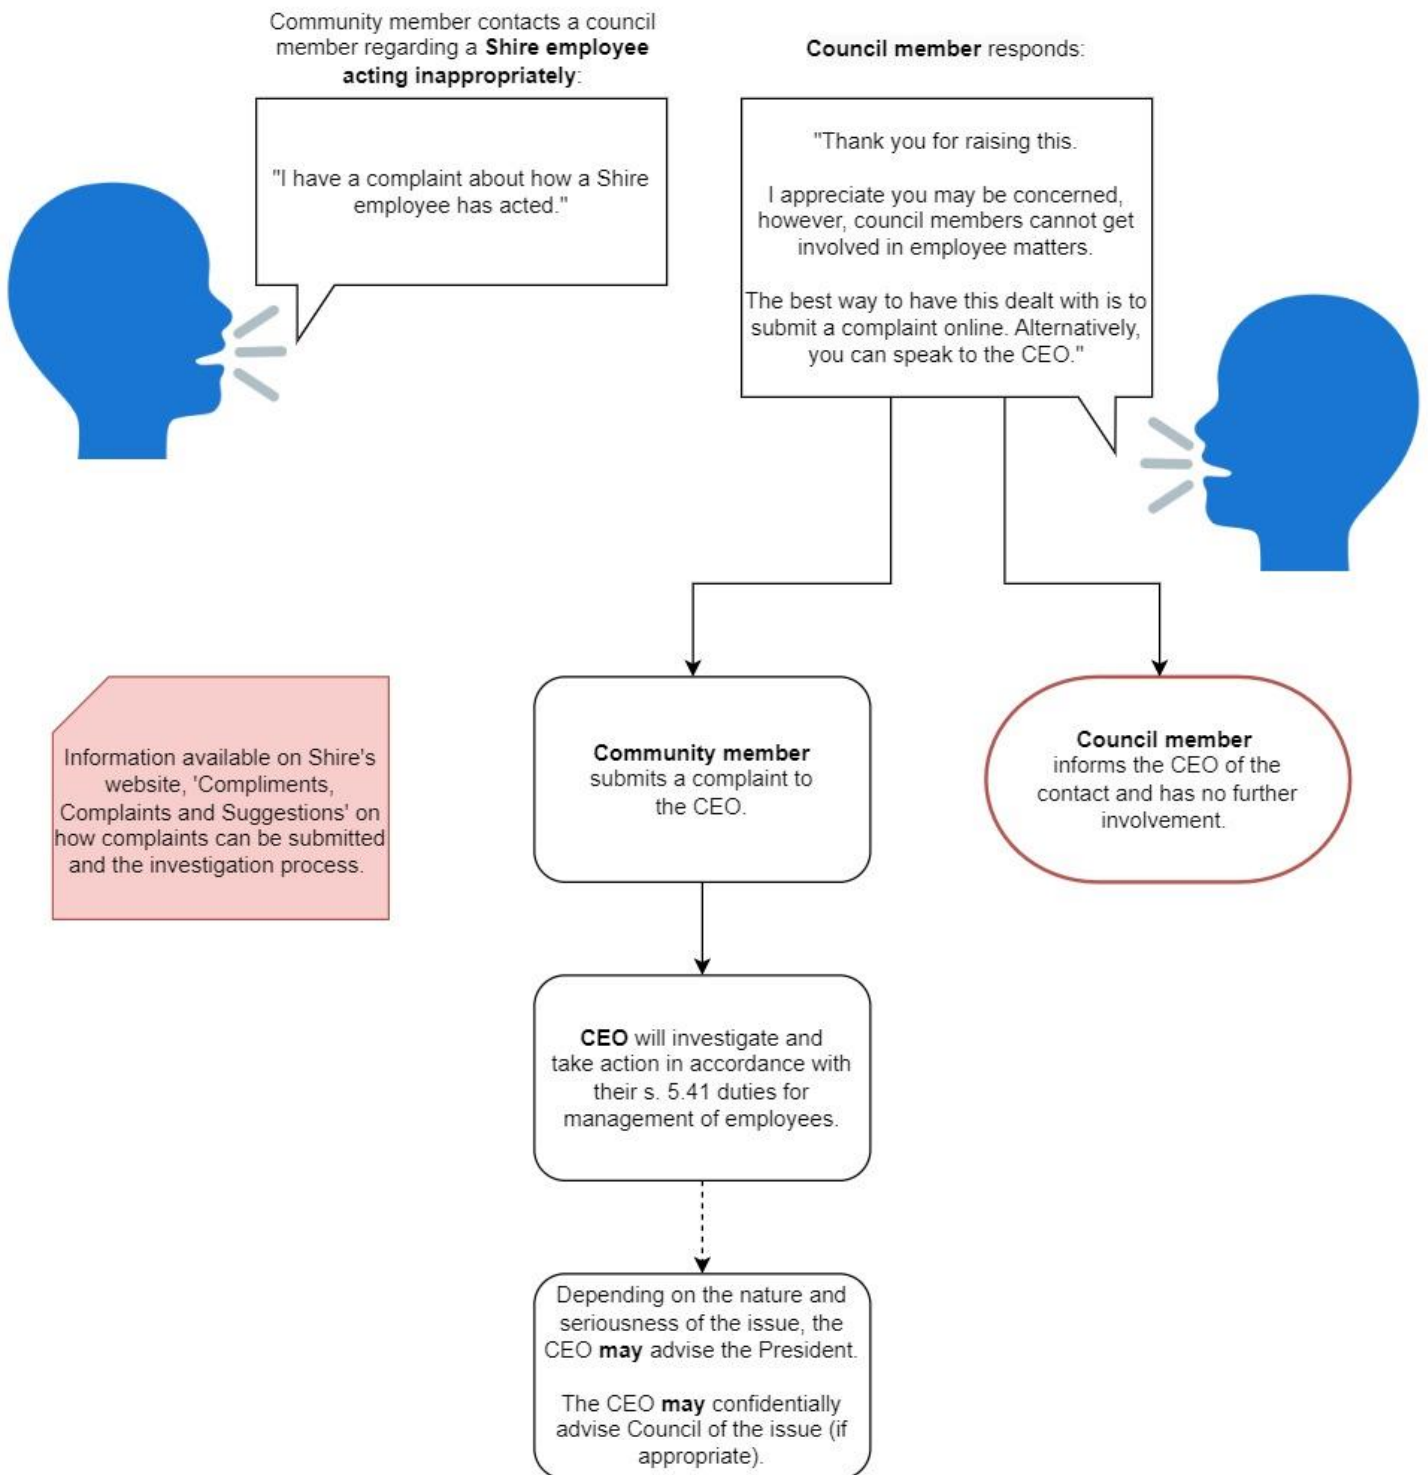 Community member contacts a council
member regarding a Shire employee
acting inappropriately:
"I have a complaint about how a Shire
employee has acted."
Council member responds:
"Thank you for raising this.
I appreciate you may be concerned,
however, council members cannot get
involved in employee matters.
The best way to have this dealt with is to
submit a complaint online. Alternatively,
you can speak to the CEO."
Information available on Shire's
website, 'Compliments,
Complaints and Suggestions' on
how complaints can be submitted
and the investigation process.
Community member
submits a complaint to
the CEO.
Council member
informs the CEO of the
contact and has no further
involvement.
CEO will investigate and
take action in accordance with
their s. 5.41 duties for
management of employees.
Depending on the nature and
seriousness of the issue, the
CEO may advise the President.
The CEO may confidentially
advise Council of the issue (if
appropriate).